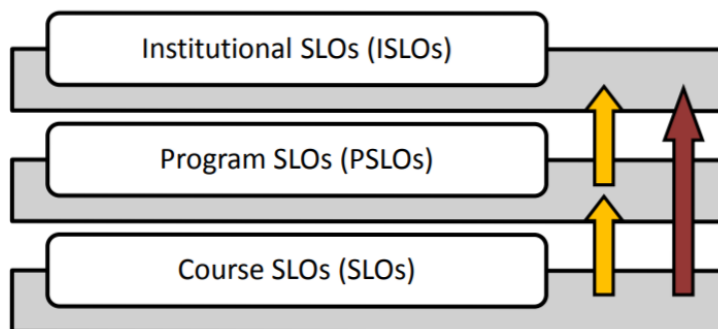 Institutional SLOs (ISLOs)
Program SLOs (PSLOs)
Course SLOs (SLOs)